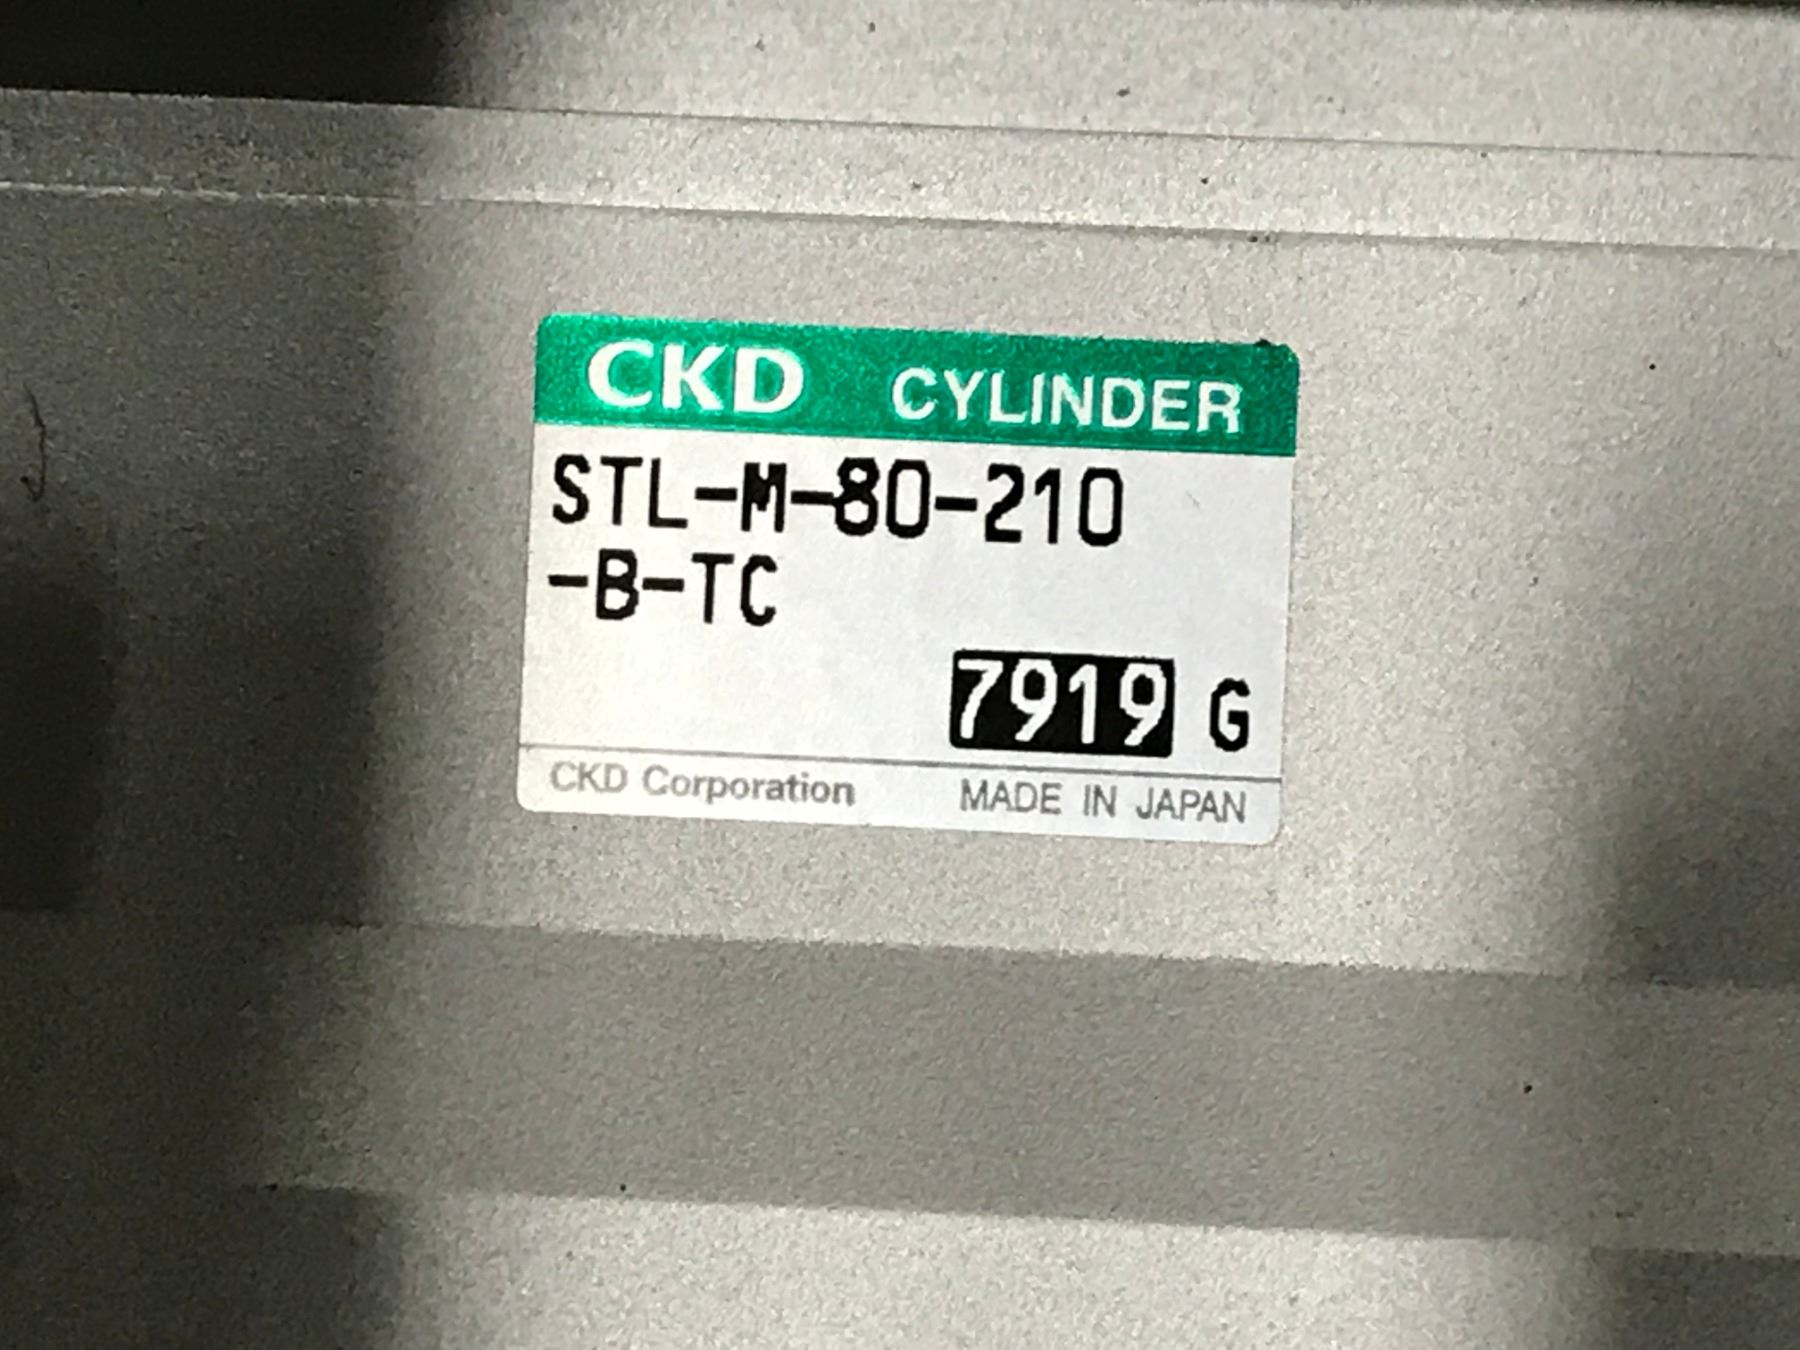 CKD CYLINDER
STL-M-80-210
-B-TC
7919 G
CKD Corporation MADE IN JAPAN